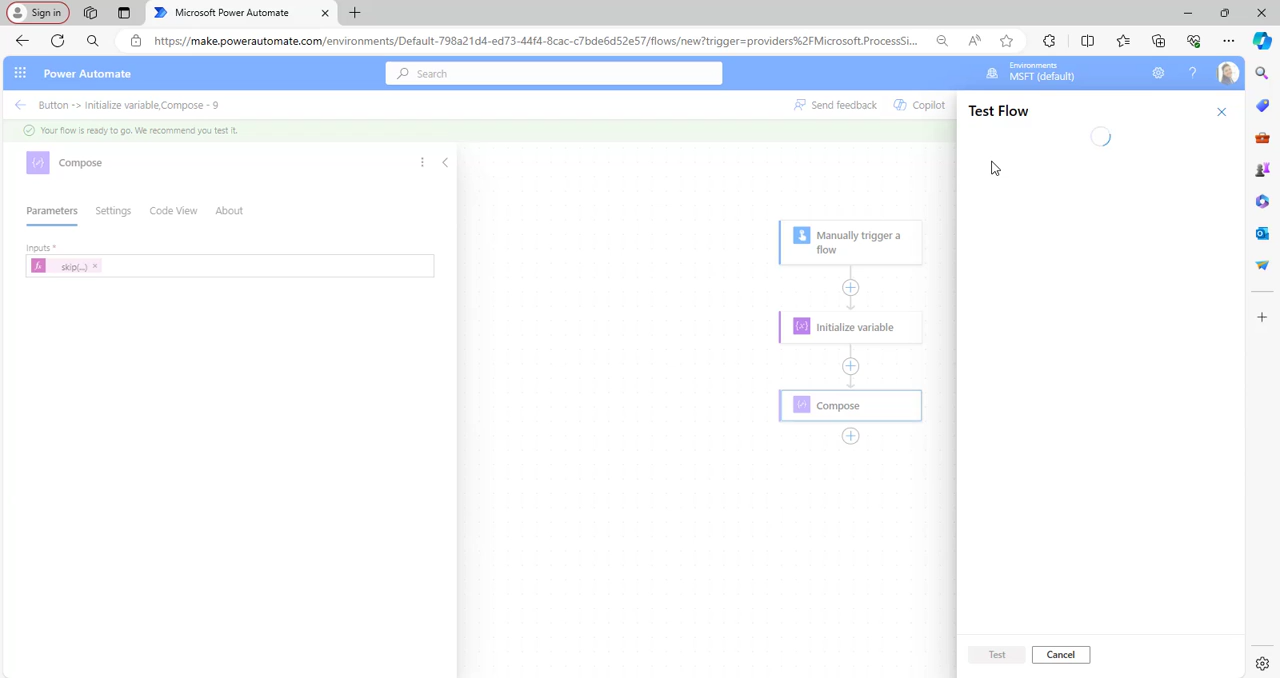 Sign in
Microsoft Power Automate
https://make.powerautomate.com/environments/Default-798a21d4-ed73-44f4-8cac-c7bde6d52e57/flows/new?trigger=providers%2FMicrosoft.ProcessSi...
Power Automate
Search
Environments
MSFT (default)
Button -> Initialize variable,Compose - 9
Send feedback
Copilot
Your flow is ready to go. We recommend you test it.
Test Flow
Compose
Parameters
Settings
Code View
About
Inputs *
fx
skip(...)
Manually trigger a
flow
Initialize variable
Compose
Test
Cancel